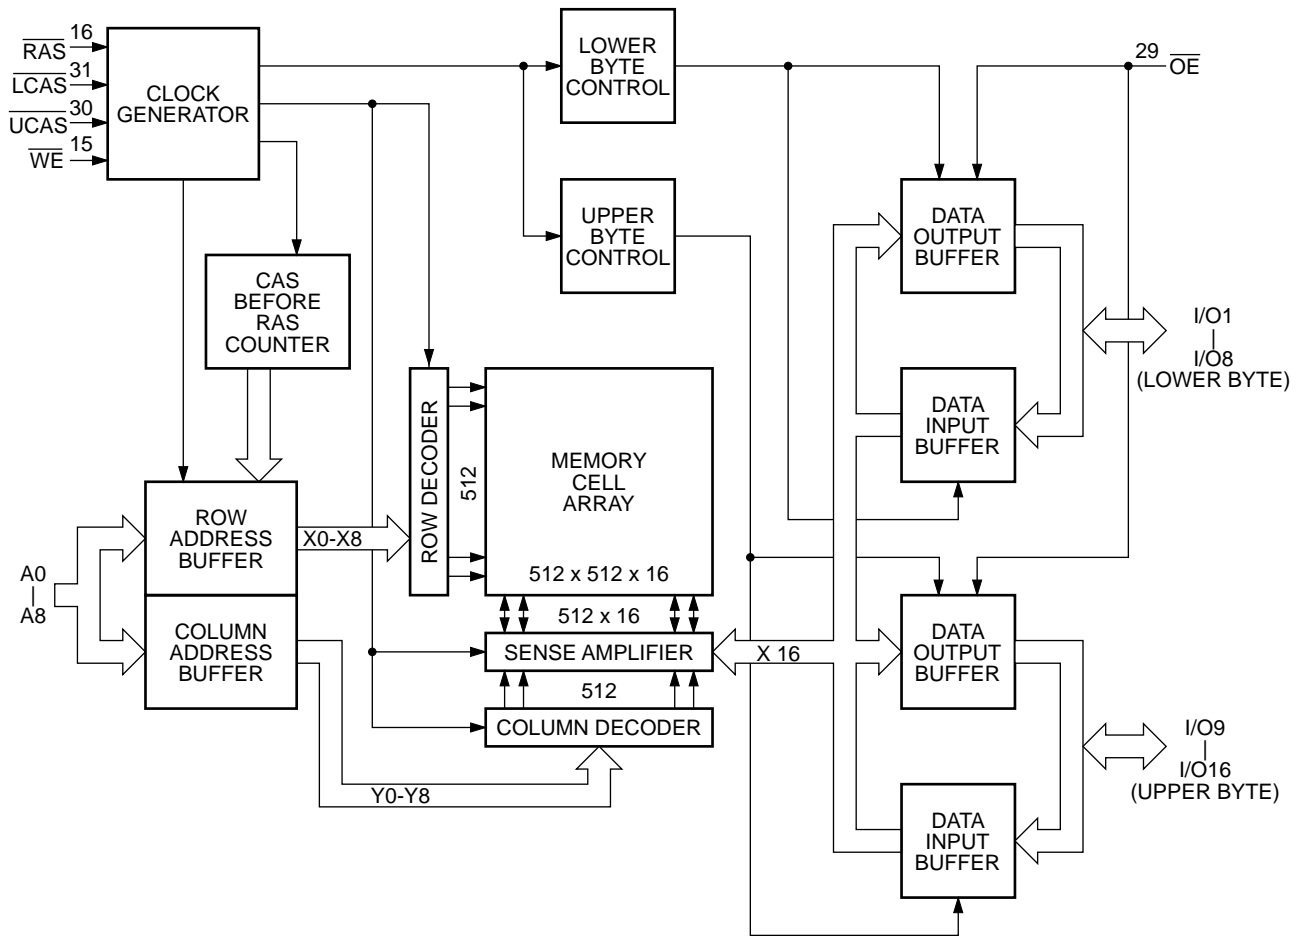 16
RAS
31
LCAS
30
UCAS
15
WE
CLOCK
GENERATOR
LOWER
BYTE
CONTROL
29
OE
UPPER
BYTE
CONTROL
DATA
OUTPUT
BUFFER
CAS
BEFORE
RAS
COUNTER
I/O1
I/O8
(LOWER BYTE)
ROW DECODER
512
MEMORY
CELL
ARRAY
512 x 512 x 16
DATA
INPUT
BUFFER
A0
A8
ROW
ADDRESS
BUFFER
X0-X8
COLUMN
ADDRESS
BUFFER
512 x 16
SENSE AMPLIFIER
X 16
512
COLUMN DECODER
Y0-Y8
DATA
OUTPUT
BUFFER
I/O9
I/O16
(UPPER BYTE)
DATA
INPUT
BUFFER